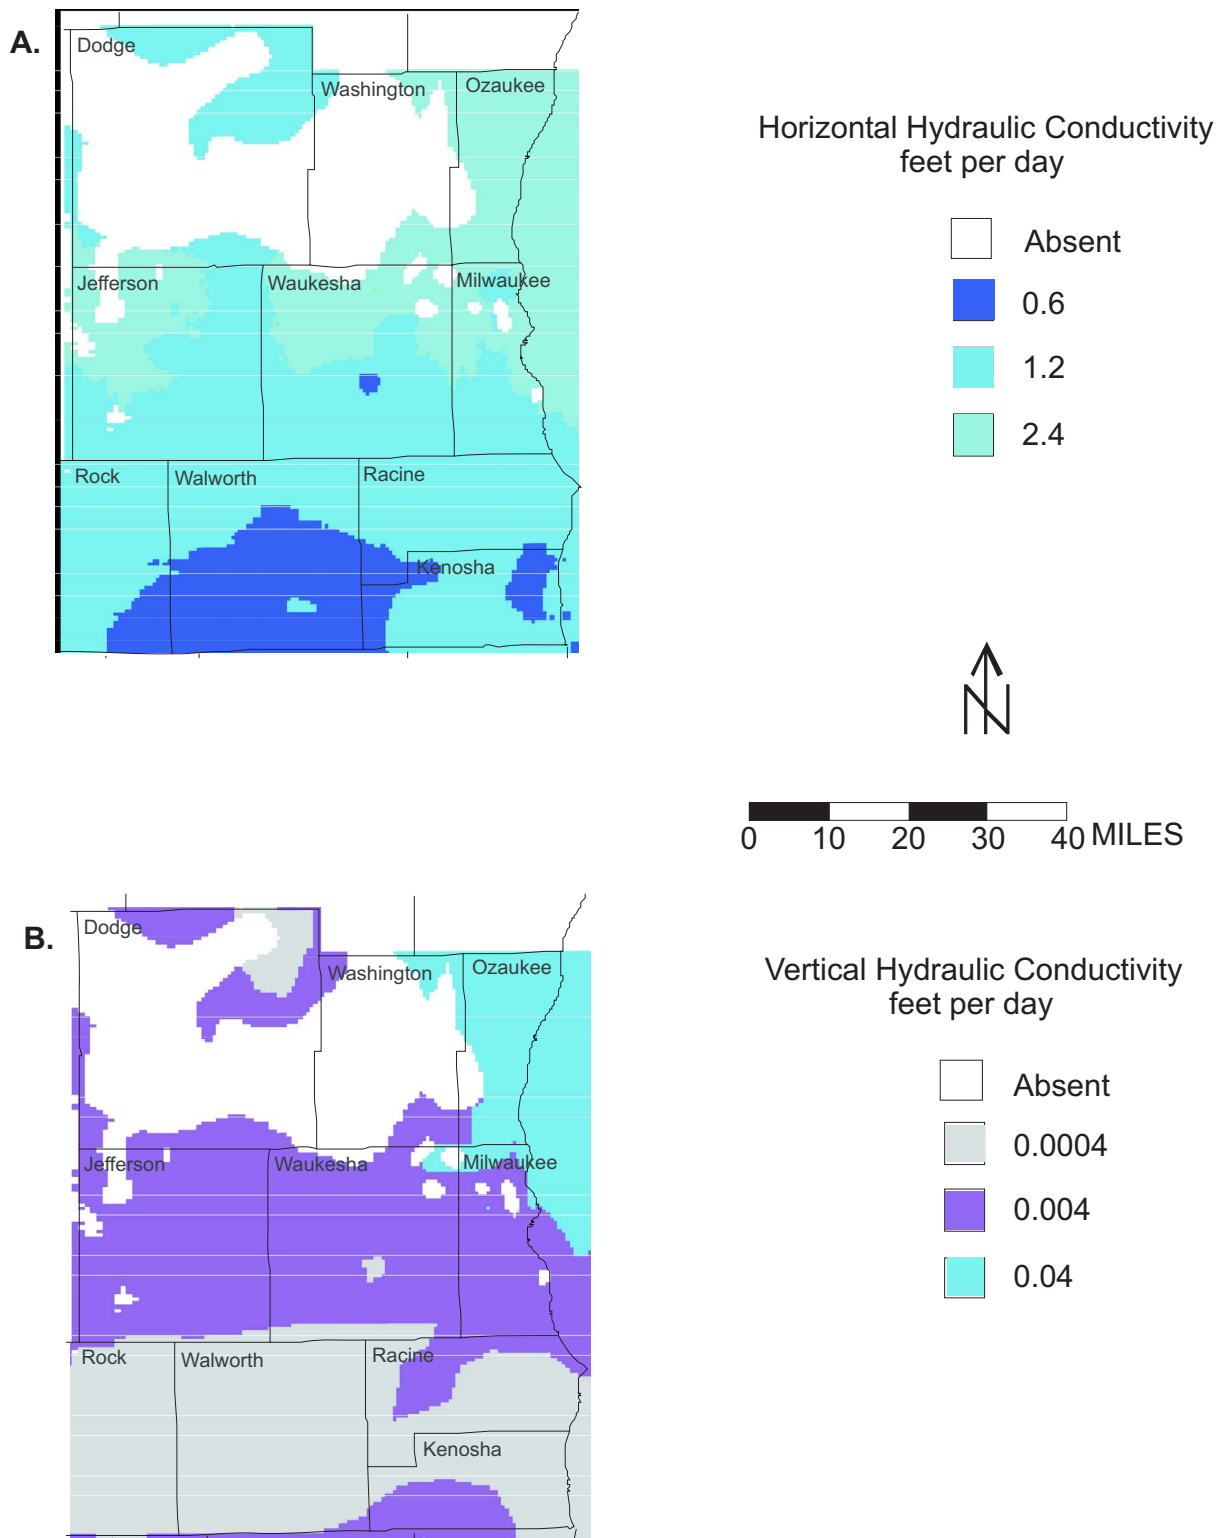 A.
Dodge
Washington
Ozaukee
Jefferson
Waukesha
Milwaukee
Rock
Walworth
Racine
Kenosha
Horizontal Hydraulic Conductivity
feet per day
Absent
0.6
1.2
2.4
N
0 10 20 30 40 MILES
B.
Dodge
Washington
Ozaukee
Jefferson
Waukesha
Milwaukee
Rock
Walworth
Racine
Kenosha
Vertical Hydraulic Conductivity
feet per day
Absent
0.0004
0.004
0.04